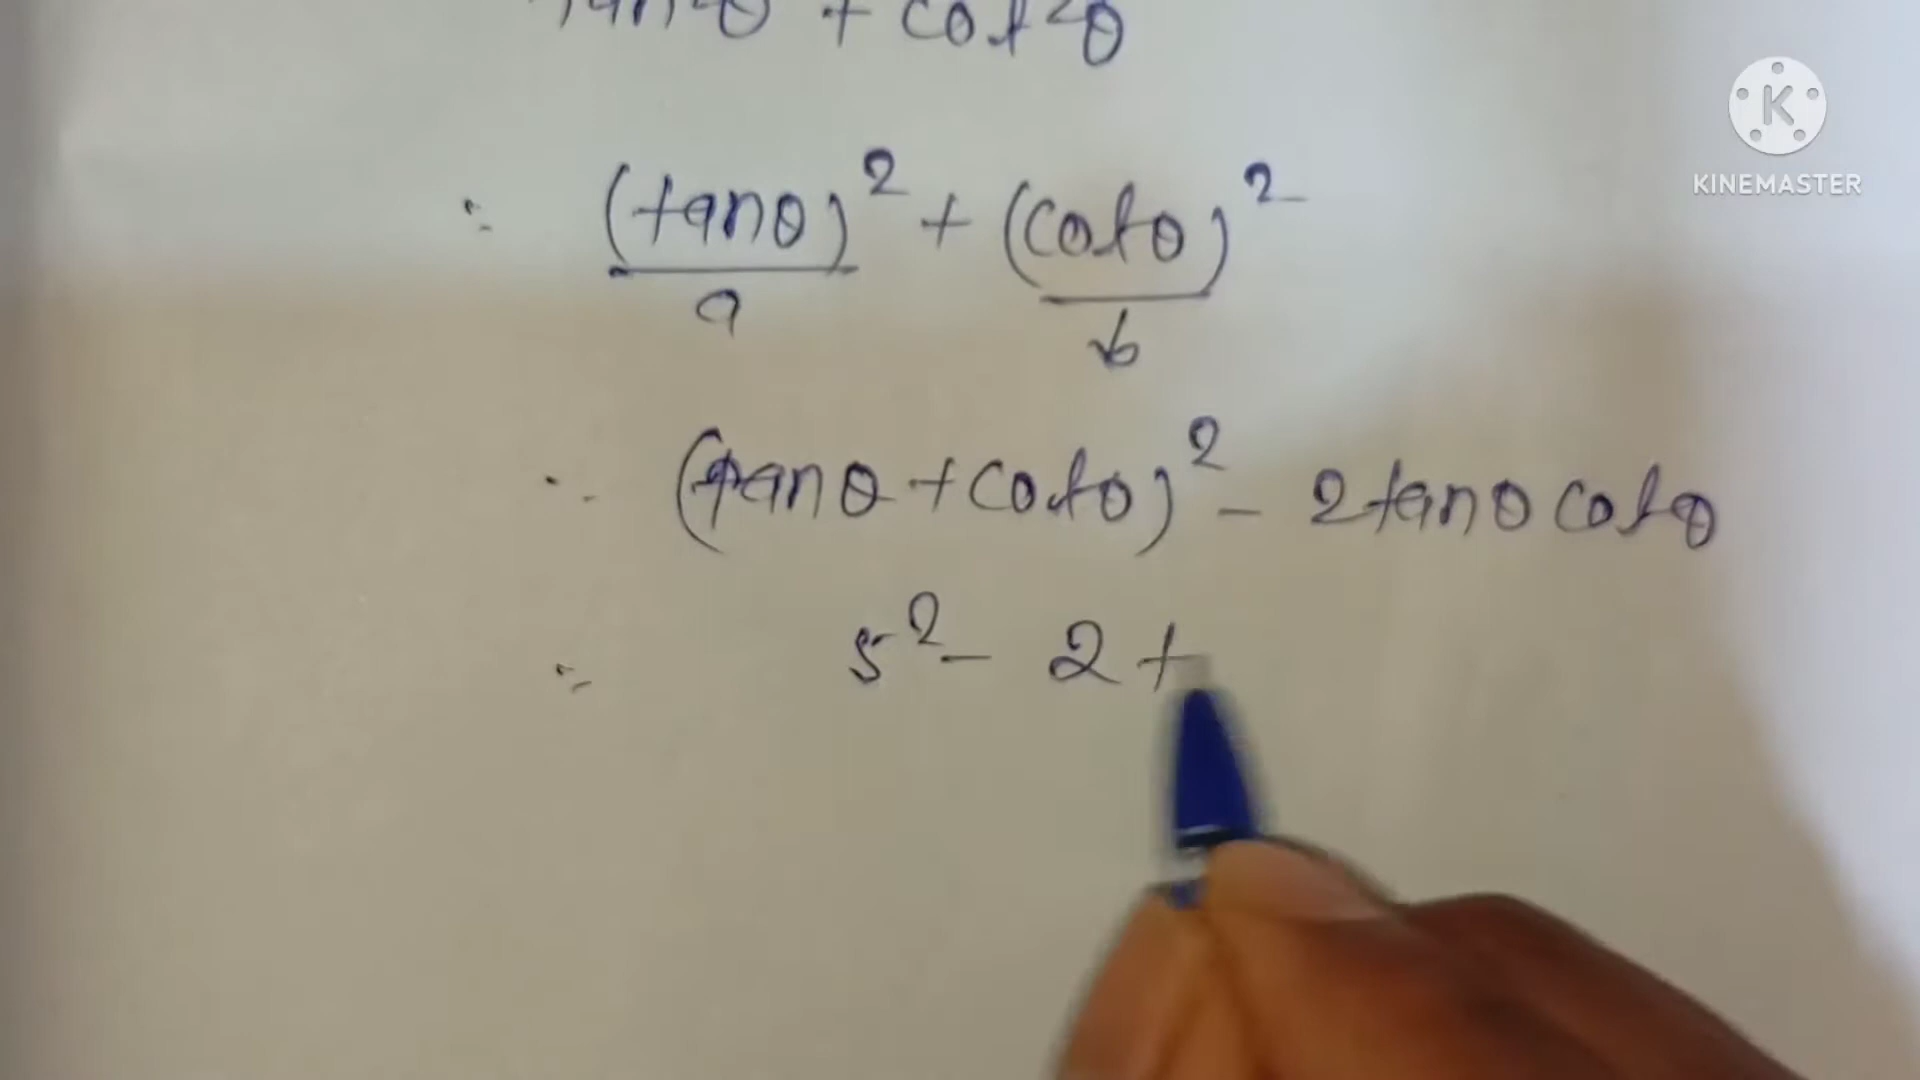 tan²θ + cot²θ
= (tanθ)² + (cotθ)²
a b
= (tanθ + cotθ)² - 2tanθ cotθ
= 5² - 2 t
K
KINEMASTER